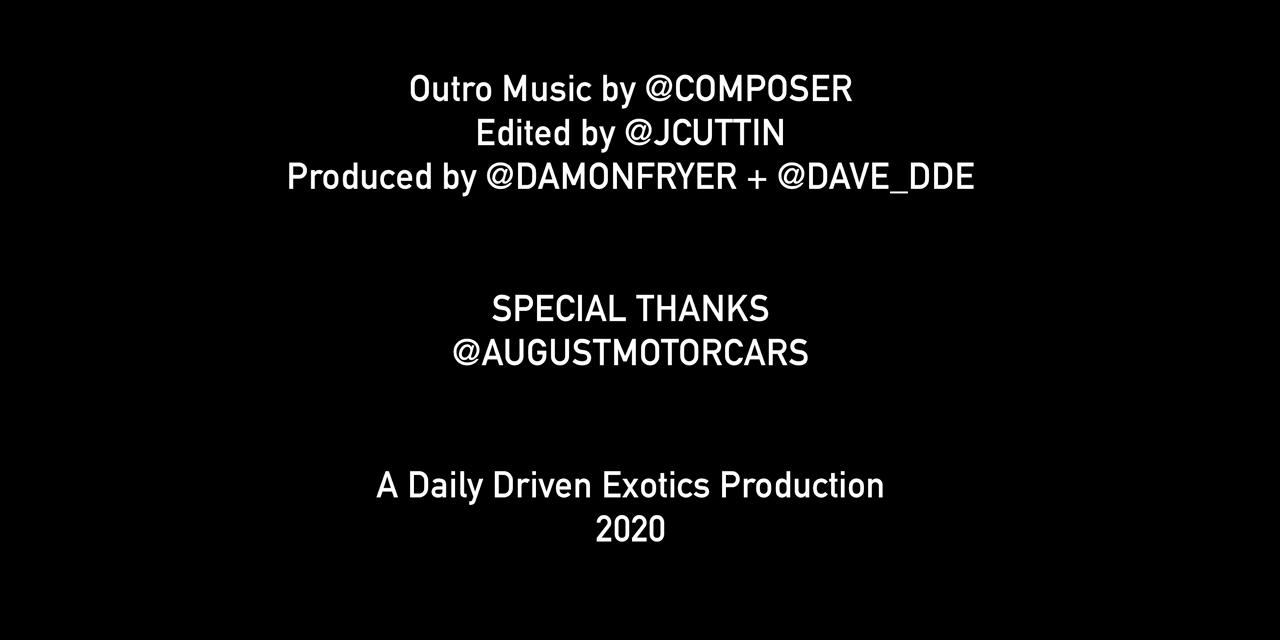 Outro Music by @COMPOSER
Edited by @JCUTTIN
Produced by @DAMONFRYER + @DAVE_DDE
SPECIAL THANKS
@AUGUSTMOTORCARS
A Daily Driven Exotics Production
2020